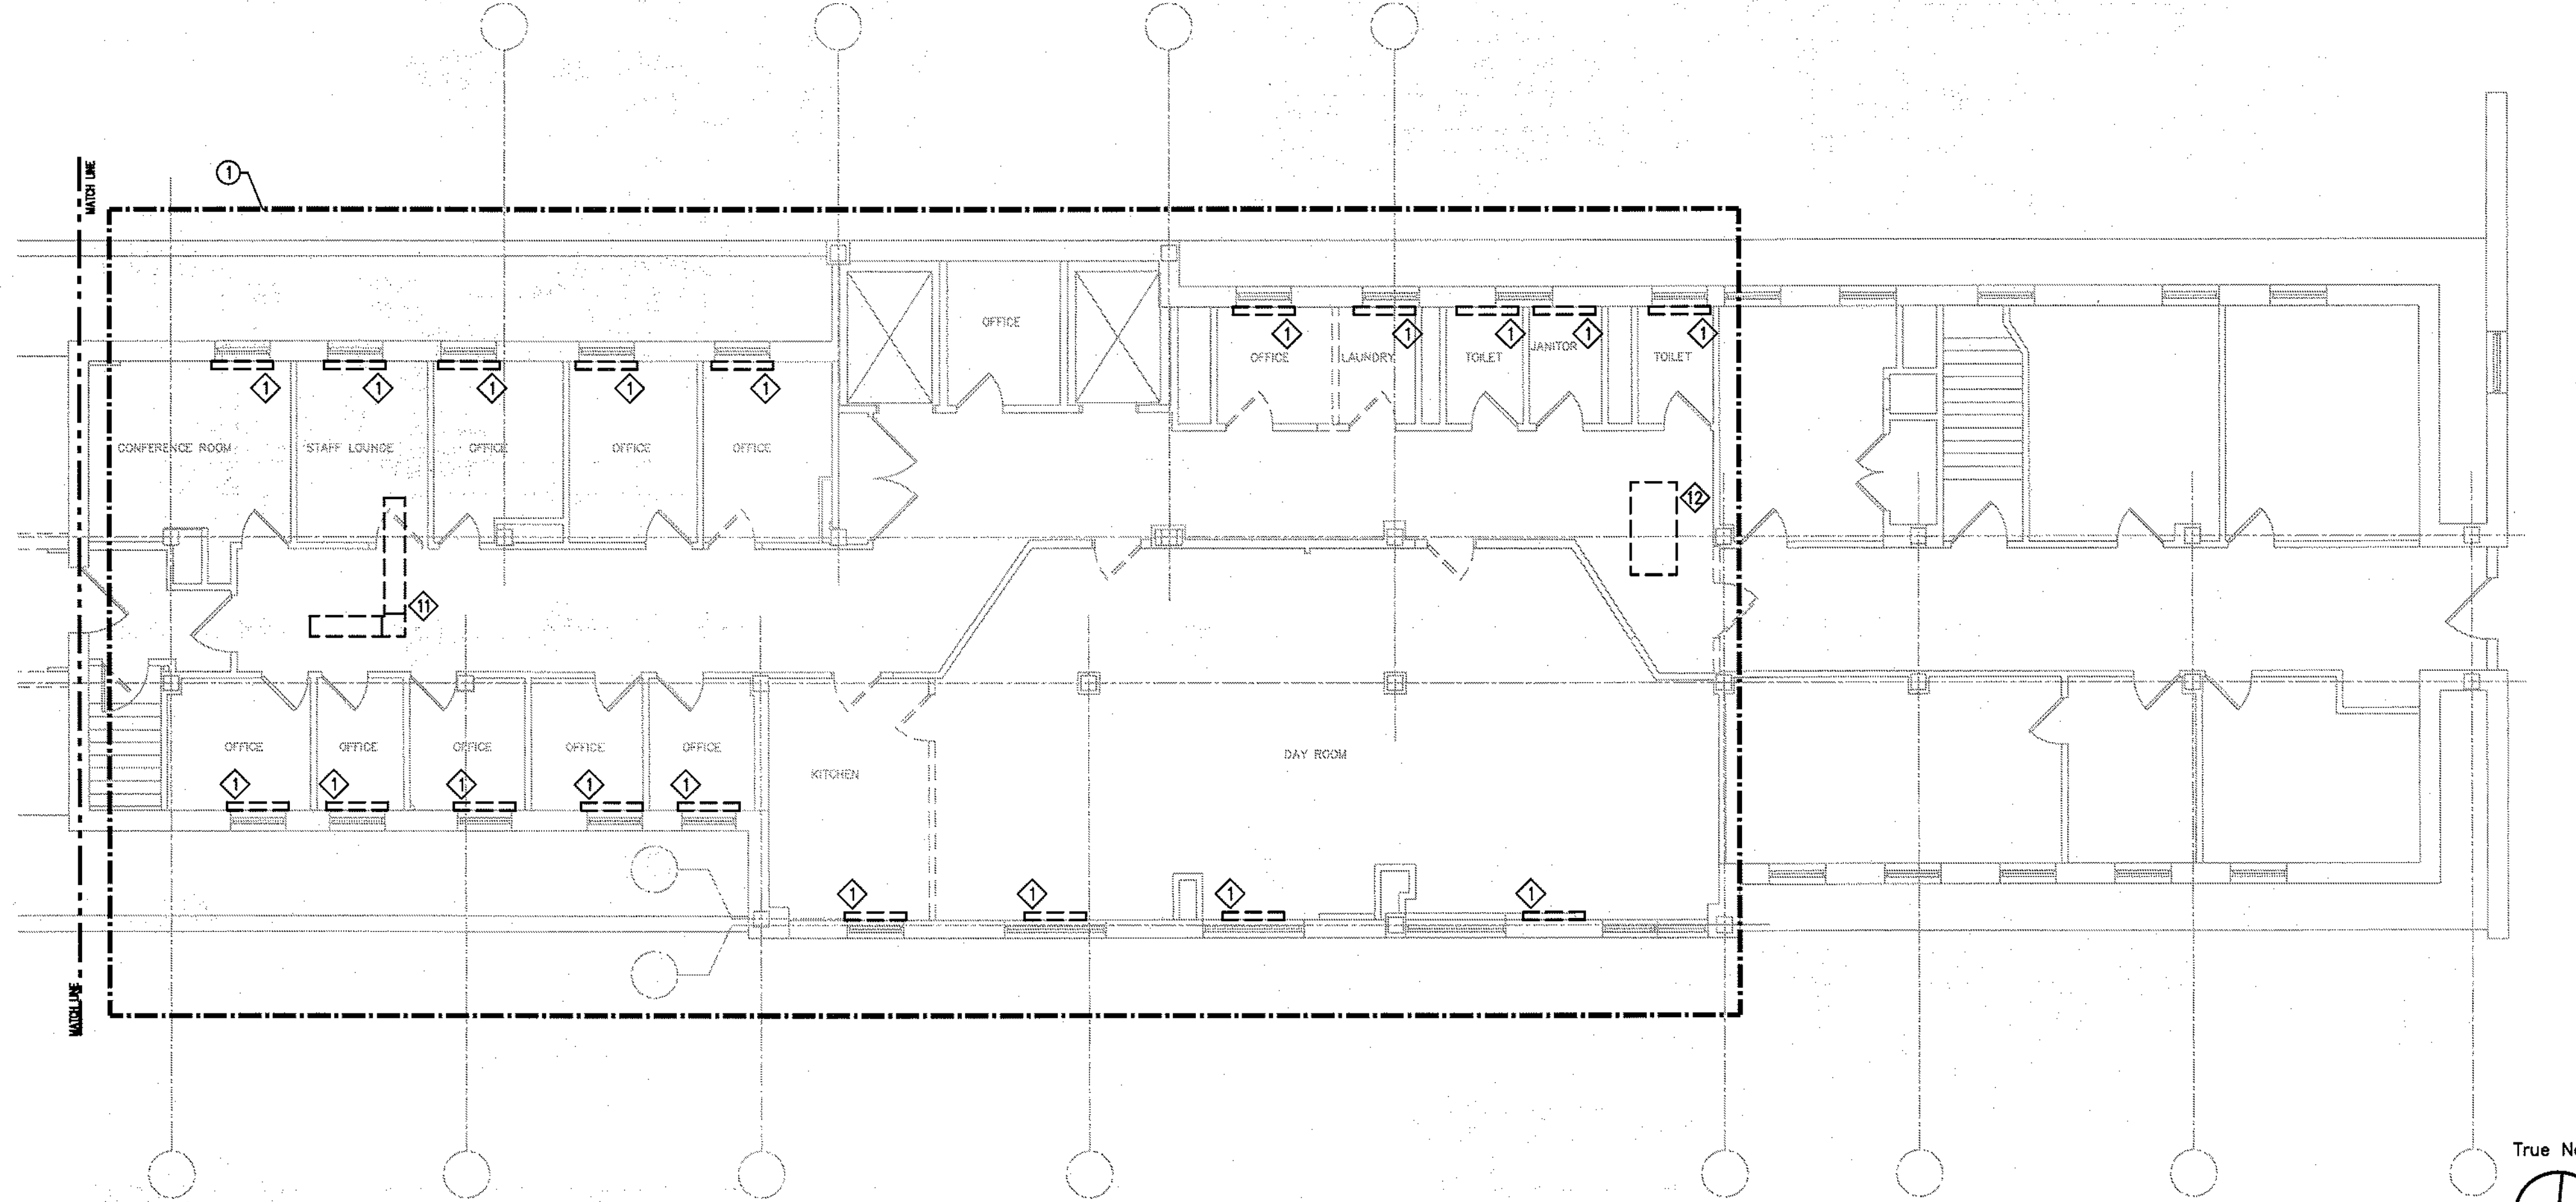 MATCH LINE
1
OFFICE
1
1
1
1
1
OFFICE
LAUNDRY
TOILET
JANITOR
TOILET
1
1
1
1
1
CONFERENCE ROOM
STAFF LOUNGE
OFFICE
OFFICE
OFFICE
12
11
OFFICE
OFFICE
OFFICE
OFFICE
OFFICE
KITCHEN
DAY ROOM
1
1
1
1
1
1
1
1
1
MATCH LINE
True